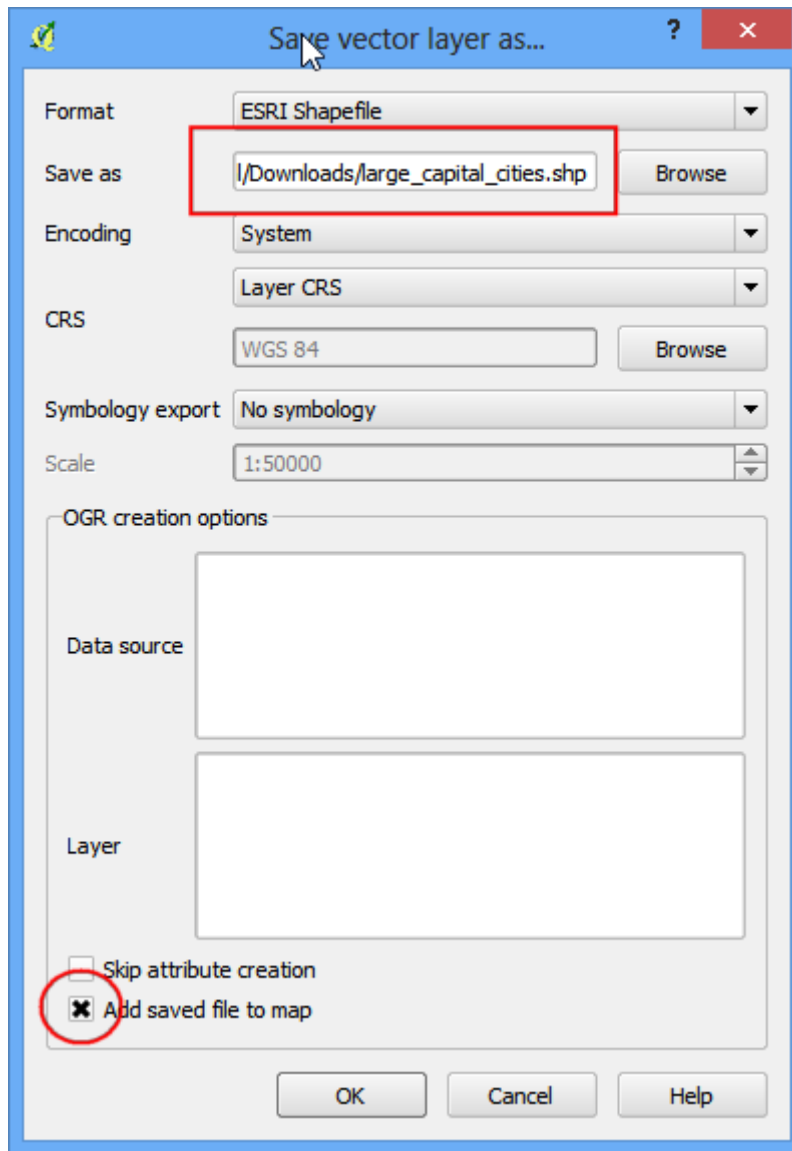 Save vector layer as...
?
Format ESRI Shapefile
Save as l/Downloads/large_capital_cities.shp Browse
Encoding System
Layer CRS
CRS
WGS 84 Browse
Symbology export No symbology
Scale 1:50000
OGR creation options
Data source
Layer
Skip attribute creation
Add saved file to map
OK Cancel Help